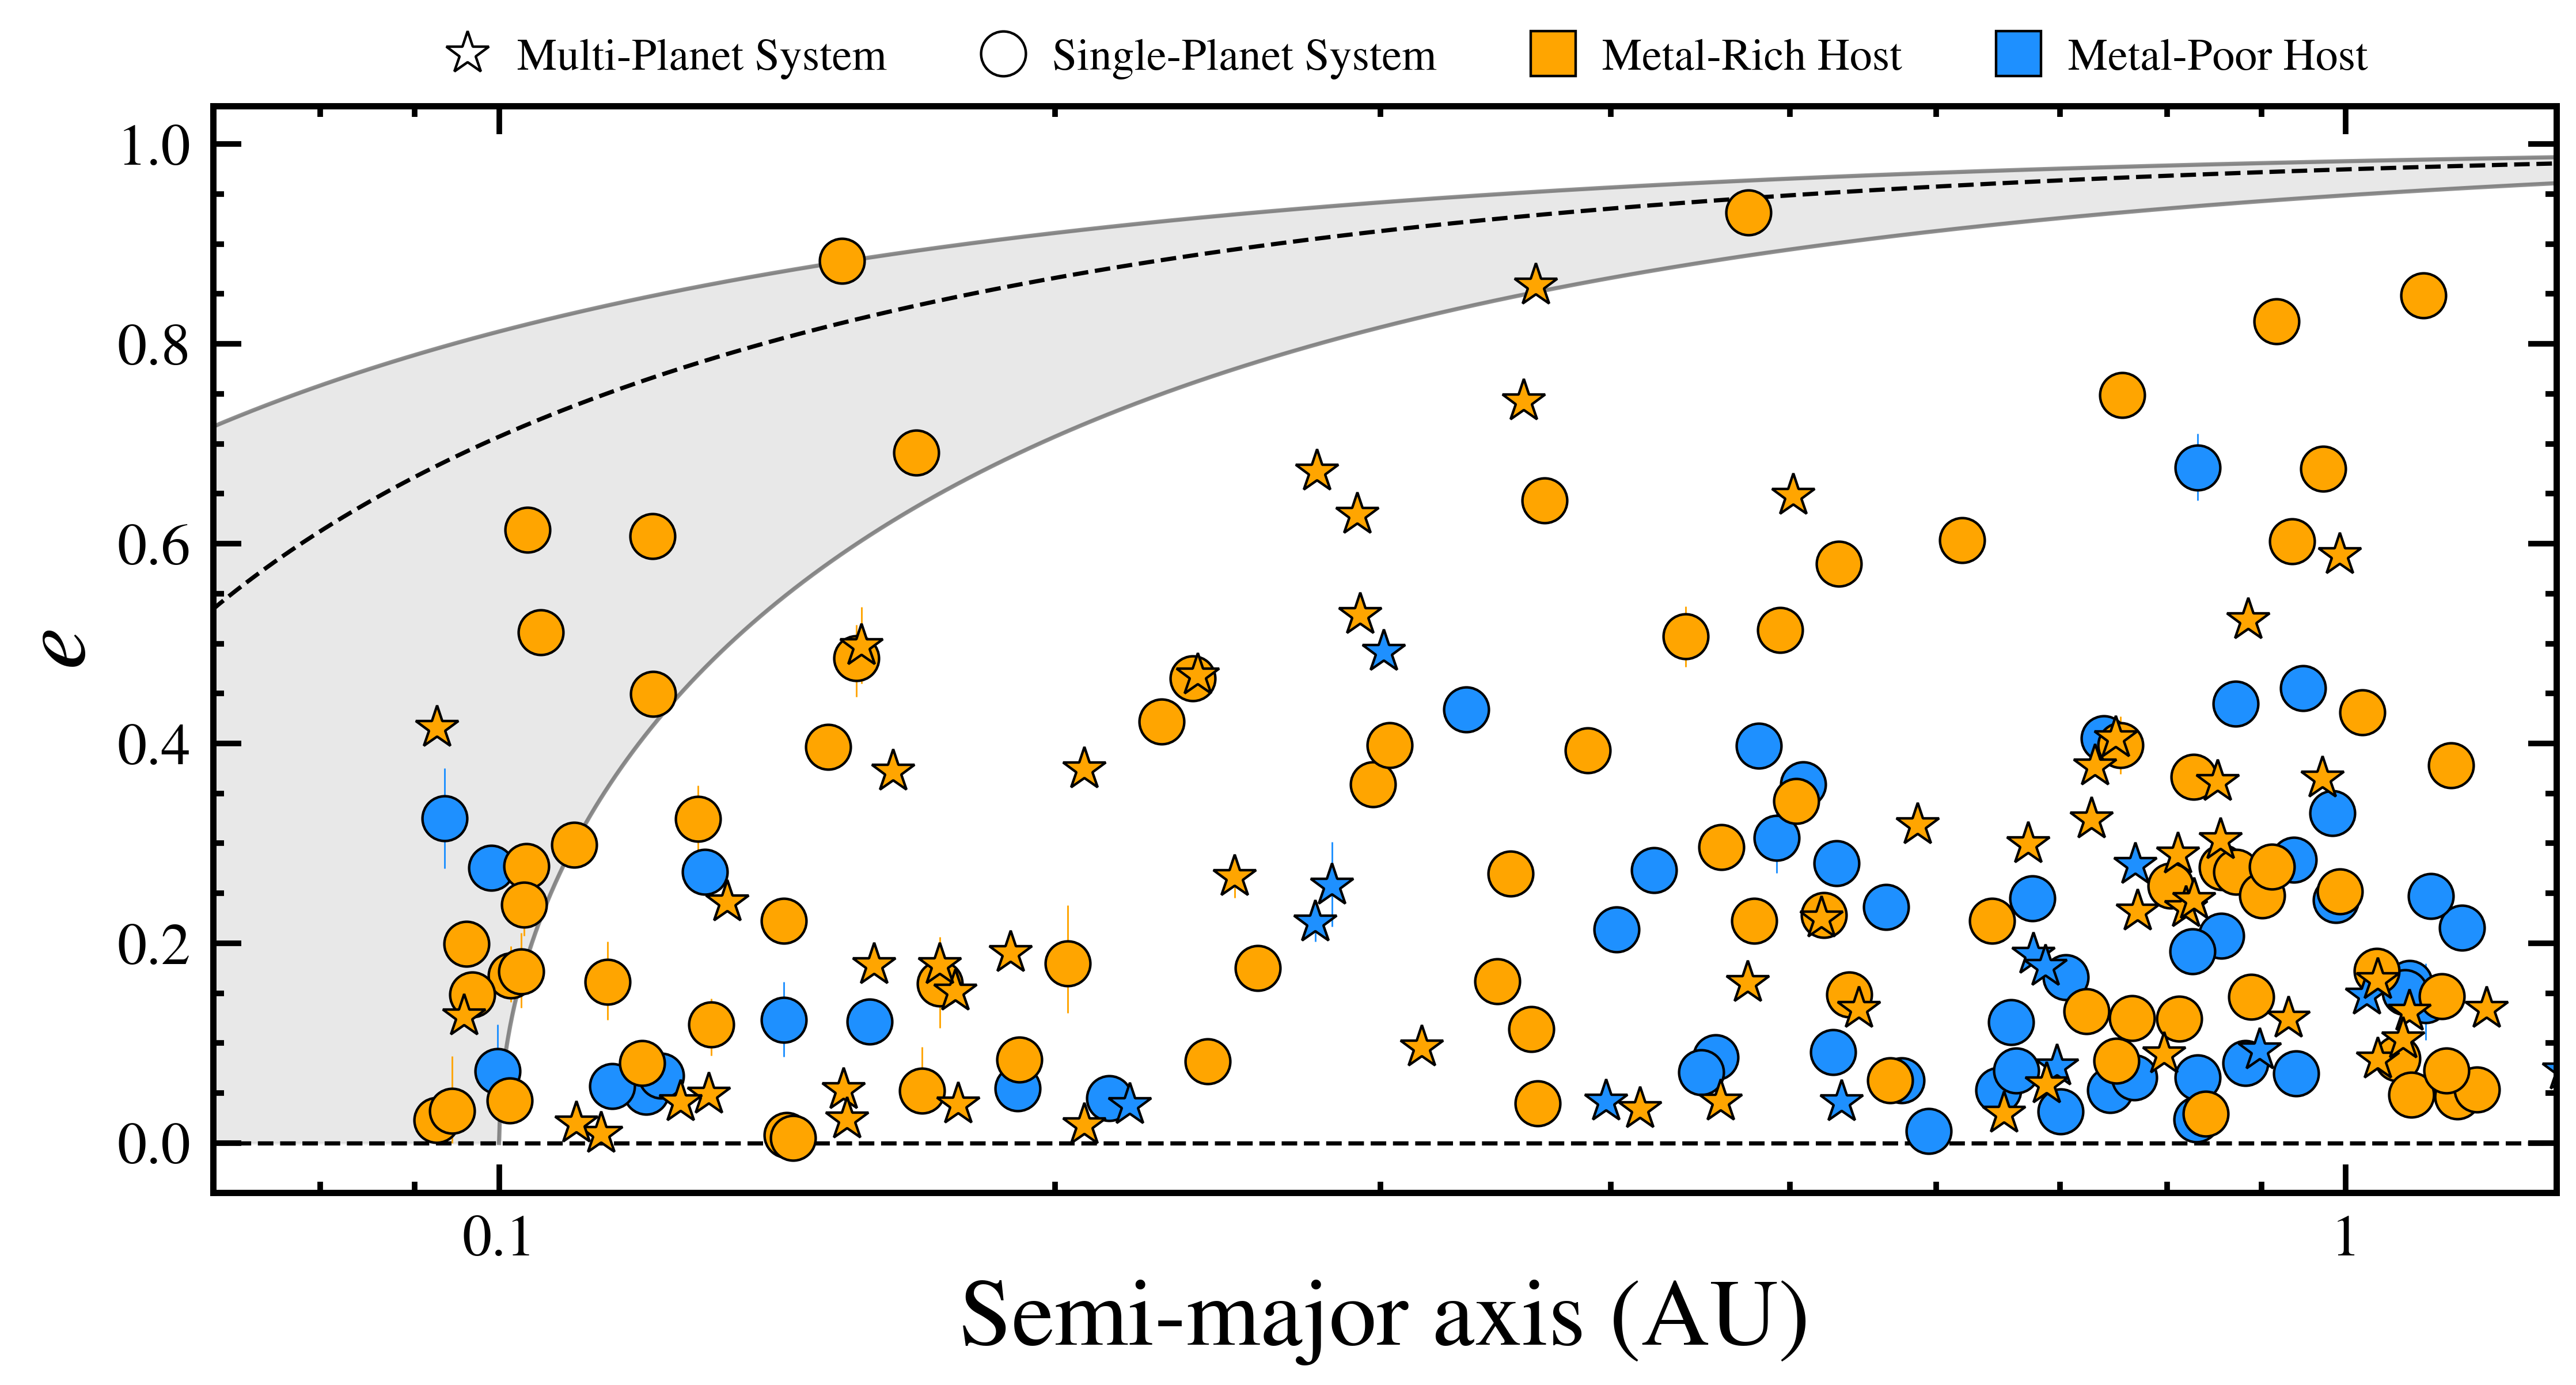 Multi-Planet System Single-Planet System Metal-Rich Host Metal-Poor Host
1.0
0.8
0.6
0.4
0.2
0.0
e
0.1 1
Semi-major axis (AU)